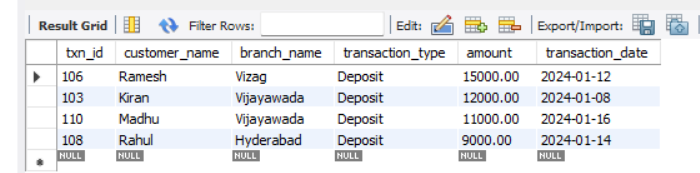 Result Grid Filter Rows: Edit: Export/Import:
txn_id customer_name branch_name transaction_type amount transaction_date
106 Ramesh Vizag Deposit 15000.00 2024-01-12
103 Kiran Vijayawada Deposit 12000.00 2024-01-08
110 Madhu Vijayawada Deposit 11000.00 2024-01-16
108 Rahul Hyderabad Deposit 9000.00 2024-01-14
NULL NULL NULL NULL NULL NULL